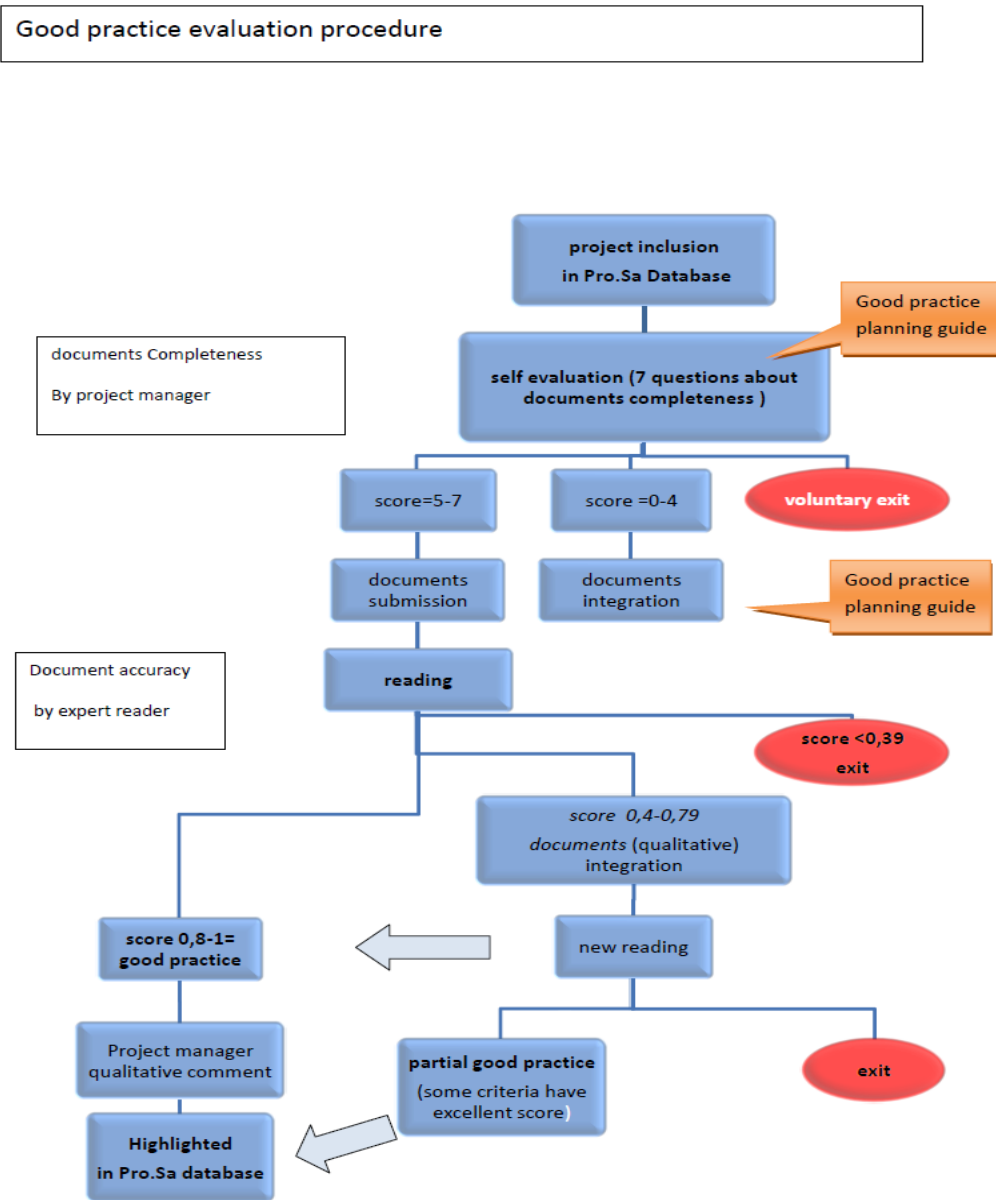 Good practice evaluation procedure
project inclusion
in Pro.Sa Database
Good practice
planning guide
documents Completeness
By project manager
self evaluation (7 questions about
documents completeness )
score=5-7
score =0-4
voluntary exit
documents
submission
documents
integration
Good practice
planning guide
Document accuracy
by expert reader
reading
score <0,39
exit
score 0,4-0,79
documents (qualitative)
integration
score 0,8-1=
good practice
new reading
Project manager
qualitative comment
partial good practice
(some criteria have
excellent score)
exit
Highlighted
in Pro.Sa database